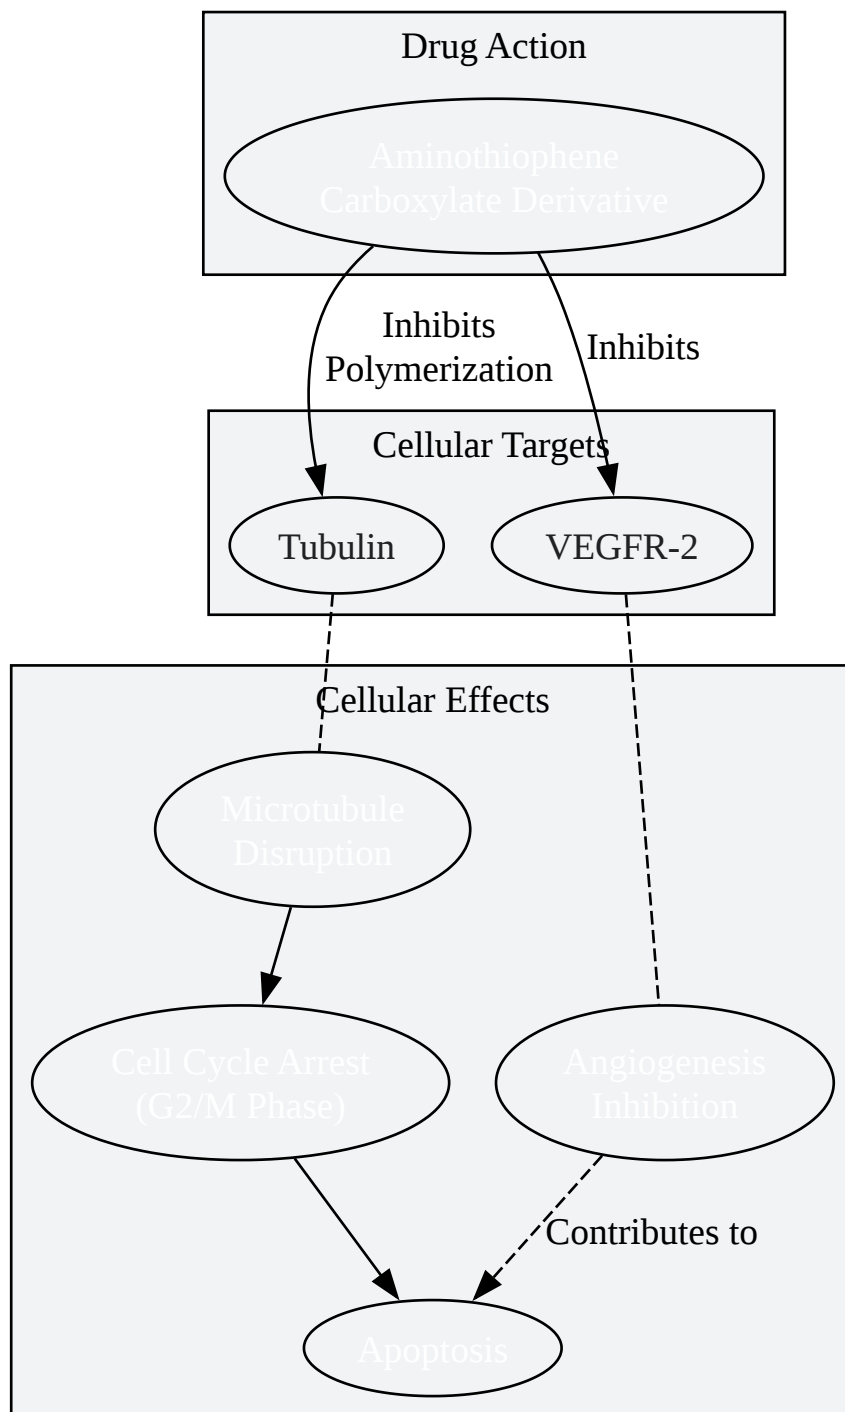 Drug Action
Aminothiophene
Carboxylate Derivative
Inhibits
Polymerization
Inhibits
Cellular Targets
Tubulin
VEGFR-2
Cellular Effects
Microtubule
Disruption
Cell Cycle Arrest
(G2/M Phase)
Angiogenesis
Inhibition
Contributes to
Apoptosis